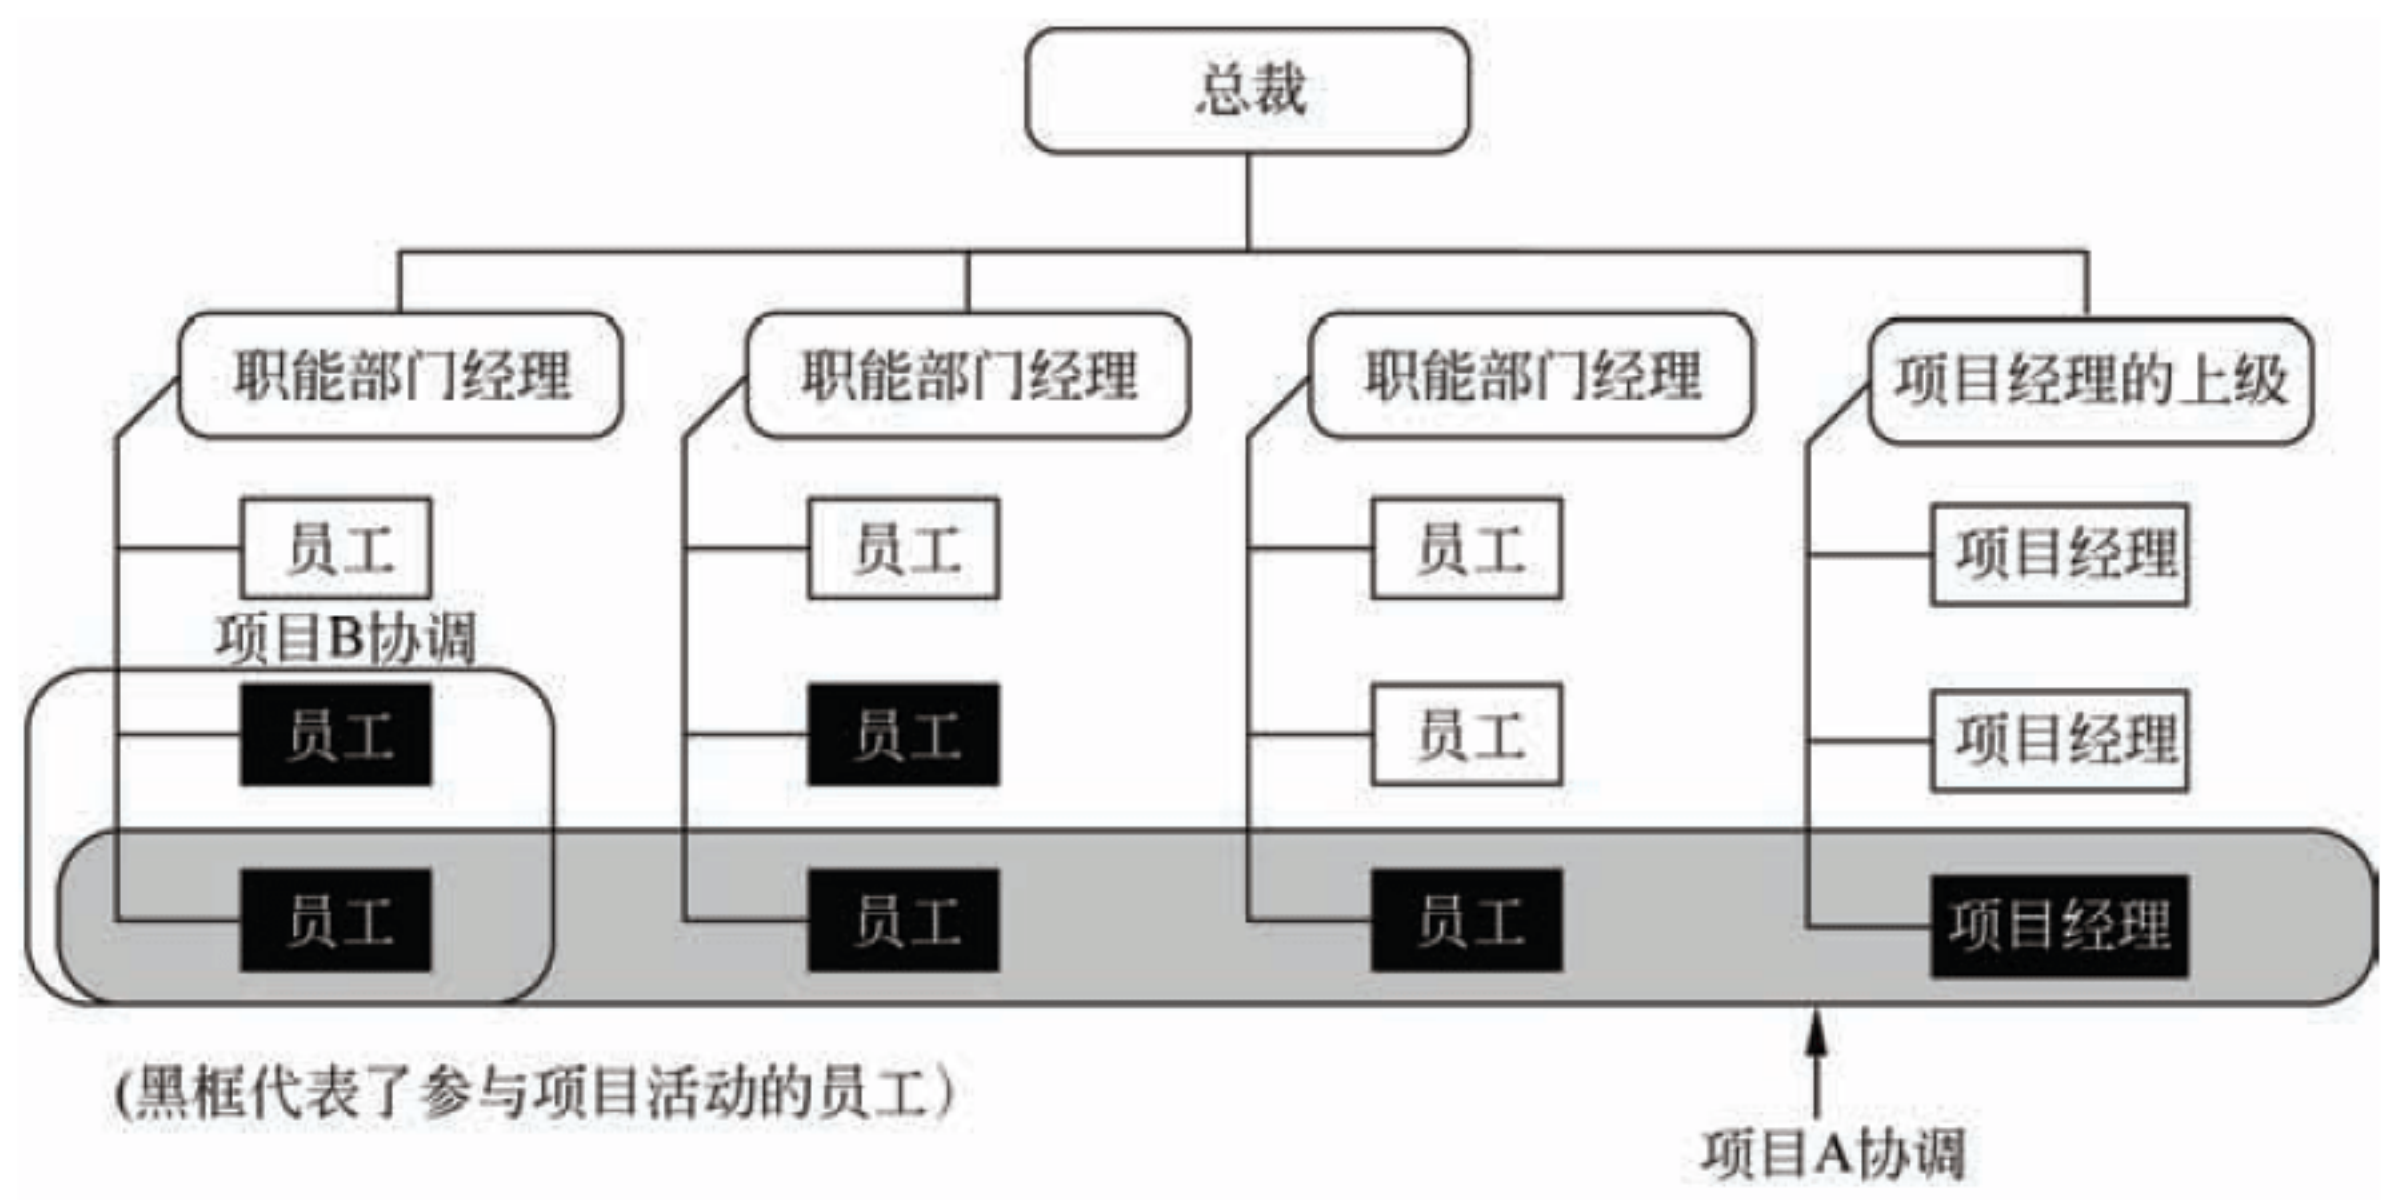 总裁
职能部门经理
职能部门经理
职能部门经理
项目经理的上级
员工
员工
员工
项目经理
项目B协调
员工
员工
员工
项目经理
员工
员工
员工
项目经理
(黑框代表了参与项目活动的员工)
项目A协调